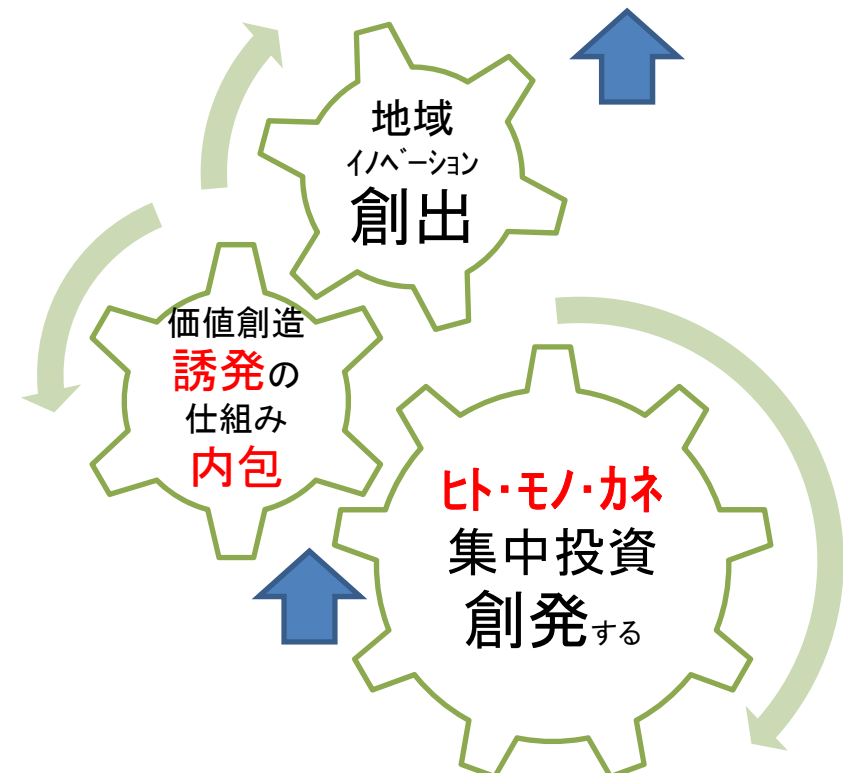 地域
ｲﾉﾍﾞｰｼｮﾝ
創出
価値創造
誘発の
仕組み
内包
ﾋﾄ・ﾓﾉ・ｶﾈ
集中投資
創発する